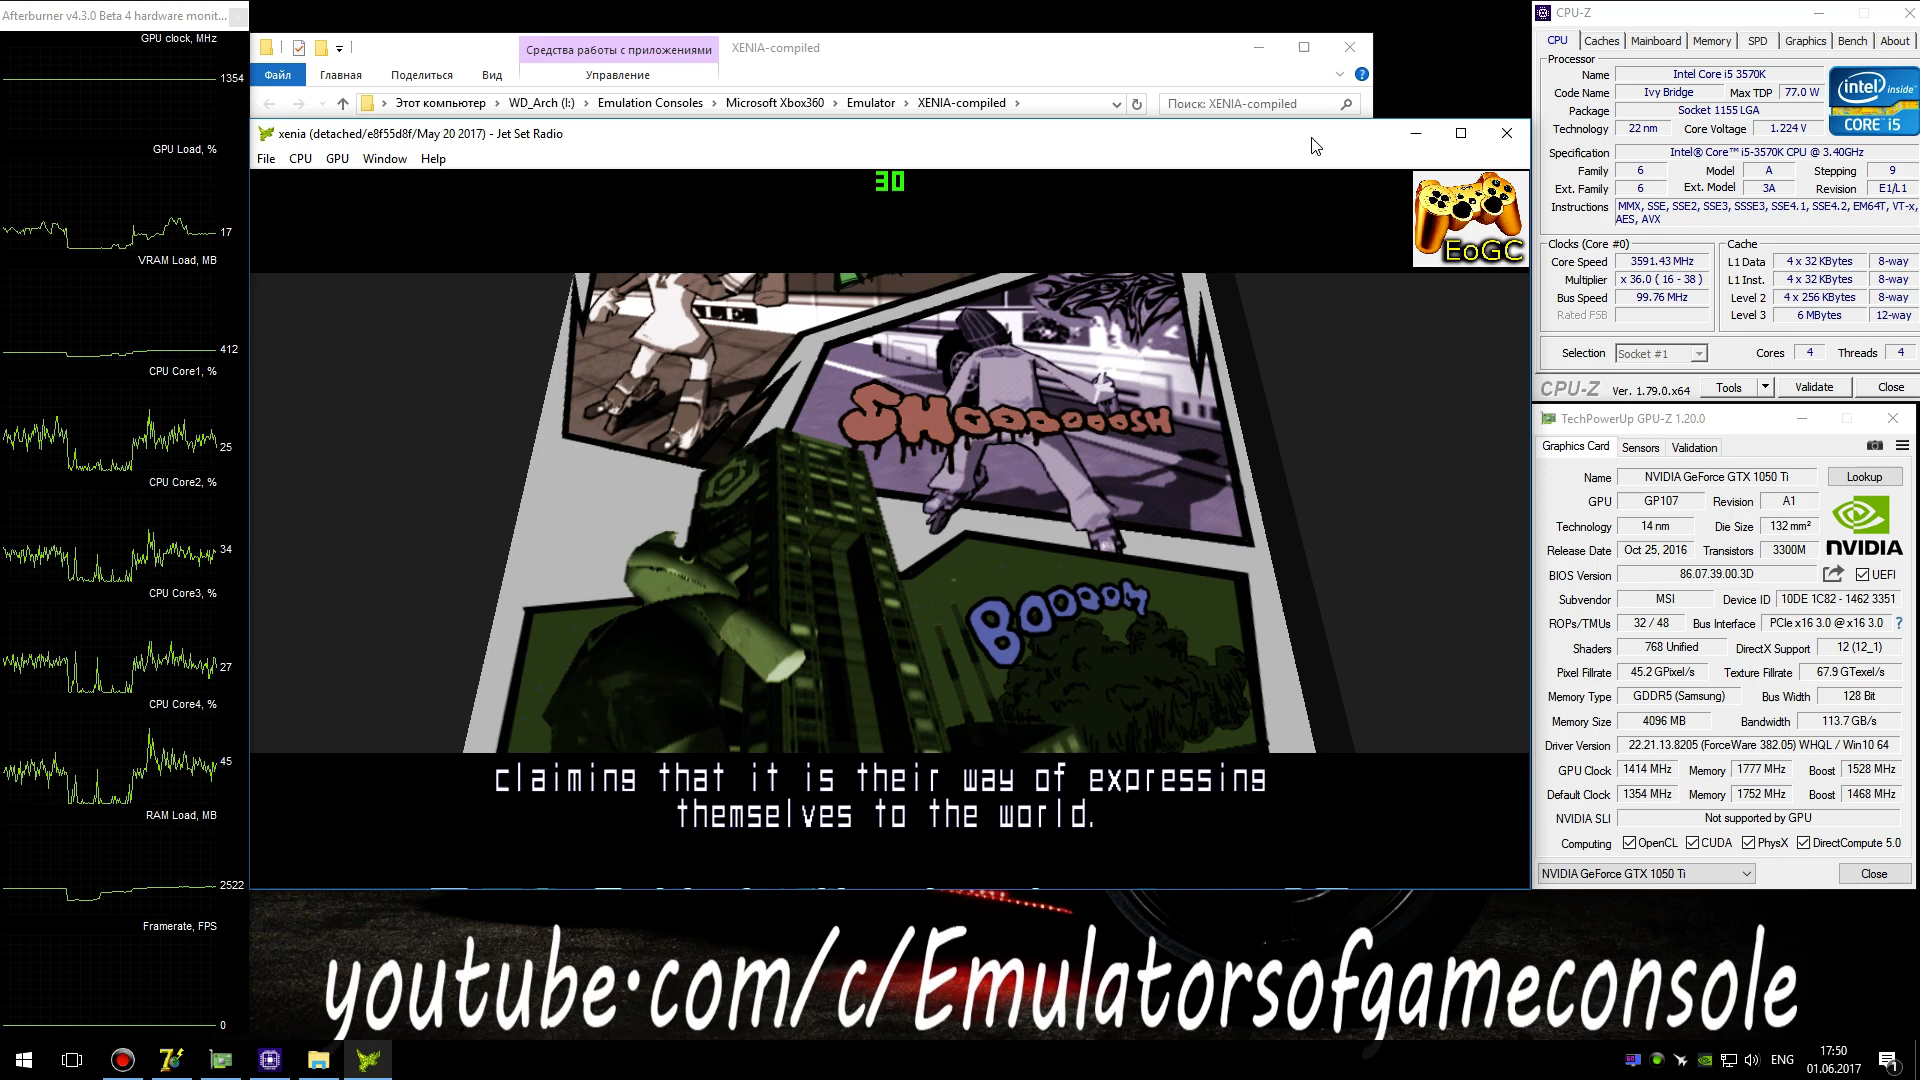 Afterburner v4.3.0 Beta 4 hardware monit...
GPU clock, MHz
1354
GPU Load, %
17
VRAM Load, MB
412
CPU Core1, %
25
CPU Core2, %
34
CPU Core3, %
27
CPU Core4, %
45
RAM Load, MB
2522
Framerate, FPS
0
Средства работы с приложениями
XENIA-compiled
Файл
Главная
Поделиться
Вид
Управление
Этот компьютер > WD_Arch (I:) > Emulation Consoles > Microsoft Xbox360 > Emulator > XENIA-compiled >
Поиск: XENIA-compiled
xenia (detached/e8f55d8f/May 20 2017) - Jet Set Radio
File CPU GPU Window Help
30
EoGC
SHOOOOOOSH
BOOOOM
claiming that it is their way of expressing
themselves to the world.
youtube.com/c/Emulatorsofgameconsole
CPU-Z
CPU Caches Mainboard Memory SPD Graphics Bench About
Processor
Name Intel Core i5 3570K
Code Name Ivy Bridge Max TDP 77.0 W
Package Socket 1155 LGA
Technology 22 nm Core Voltage 1.224 V
intel inside™
CORE i5
Specification Intel® Core™ i5-3570K CPU @ 3.40GHz
Family 6 Model A Stepping 9
Ext. Family 6 Ext. Model 3A Revision E1/L1
Instructions MMX, SSE, SSE2, SSE3, SSSE3, SSE4.1, SSE4.2, EM64T, VT-x,
AES, AVX
Clocks (Core #0)
Core Speed 3591.43 MHz
Multiplier x 36.0 ( 16 - 38 )
Bus Speed 99.76 MHz
Rated FSB
Cache
L1 Data 4 x 32 KBytes 8-way
L1 Inst. 4 x 32 KBytes 8-way
Level 2 4 x 256 KBytes 8-way
Level 3 6 MBytes 12-way
Selection Socket #1 Cores 4 Threads 4
CPU-Z Ver. 1.79.0.x64 Tools Validate Close
TechPowerUp GPU-Z 1.20.0
Graphics Card Sensors Validation
Name NVIDIA GeForce GTX 1050 Ti Lookup
GPU GP107 Revision A1
Technology 14 nm Die Size 132 mm²
Release Date Oct 25, 2016 Transistors 3300M
NVIDIA
BIOS Version 86.07.39.00.3D UEFI
Subvendor MSI Device ID 10DE 1C82 - 1462 3351
ROPs/TMUs 32 / 48 Bus Interface PCIe x16 3.0 @ x16 3.0 ?
Shaders 768 Unified DirectX Support 12 (12_1)
Pixel Fillrate 45.2 GPixel/s Texture Fillrate 67.9 GTexel/s
Memory Type GDDR5 (Samsung) Bus Width 128 Bit
Memory Size 4096 MB Bandwidth 113.7 GB/s
Driver Version 22.21.13.8205 (ForceWare 382.05) WHQL / Win10 64
GPU Clock 1414 MHz Memory 1777 MHz Boost 1528 MHz
Default Clock 1354 MHz Memory 1752 MHz Boost 1468 MHz
NVIDIA SLI Not supported by GPU
Computing OpenCL CUDA PhysX DirectCompute 5.0
NVIDIA GeForce GTX 1050 Ti Close
ENG
17:50
01.06.2017
1